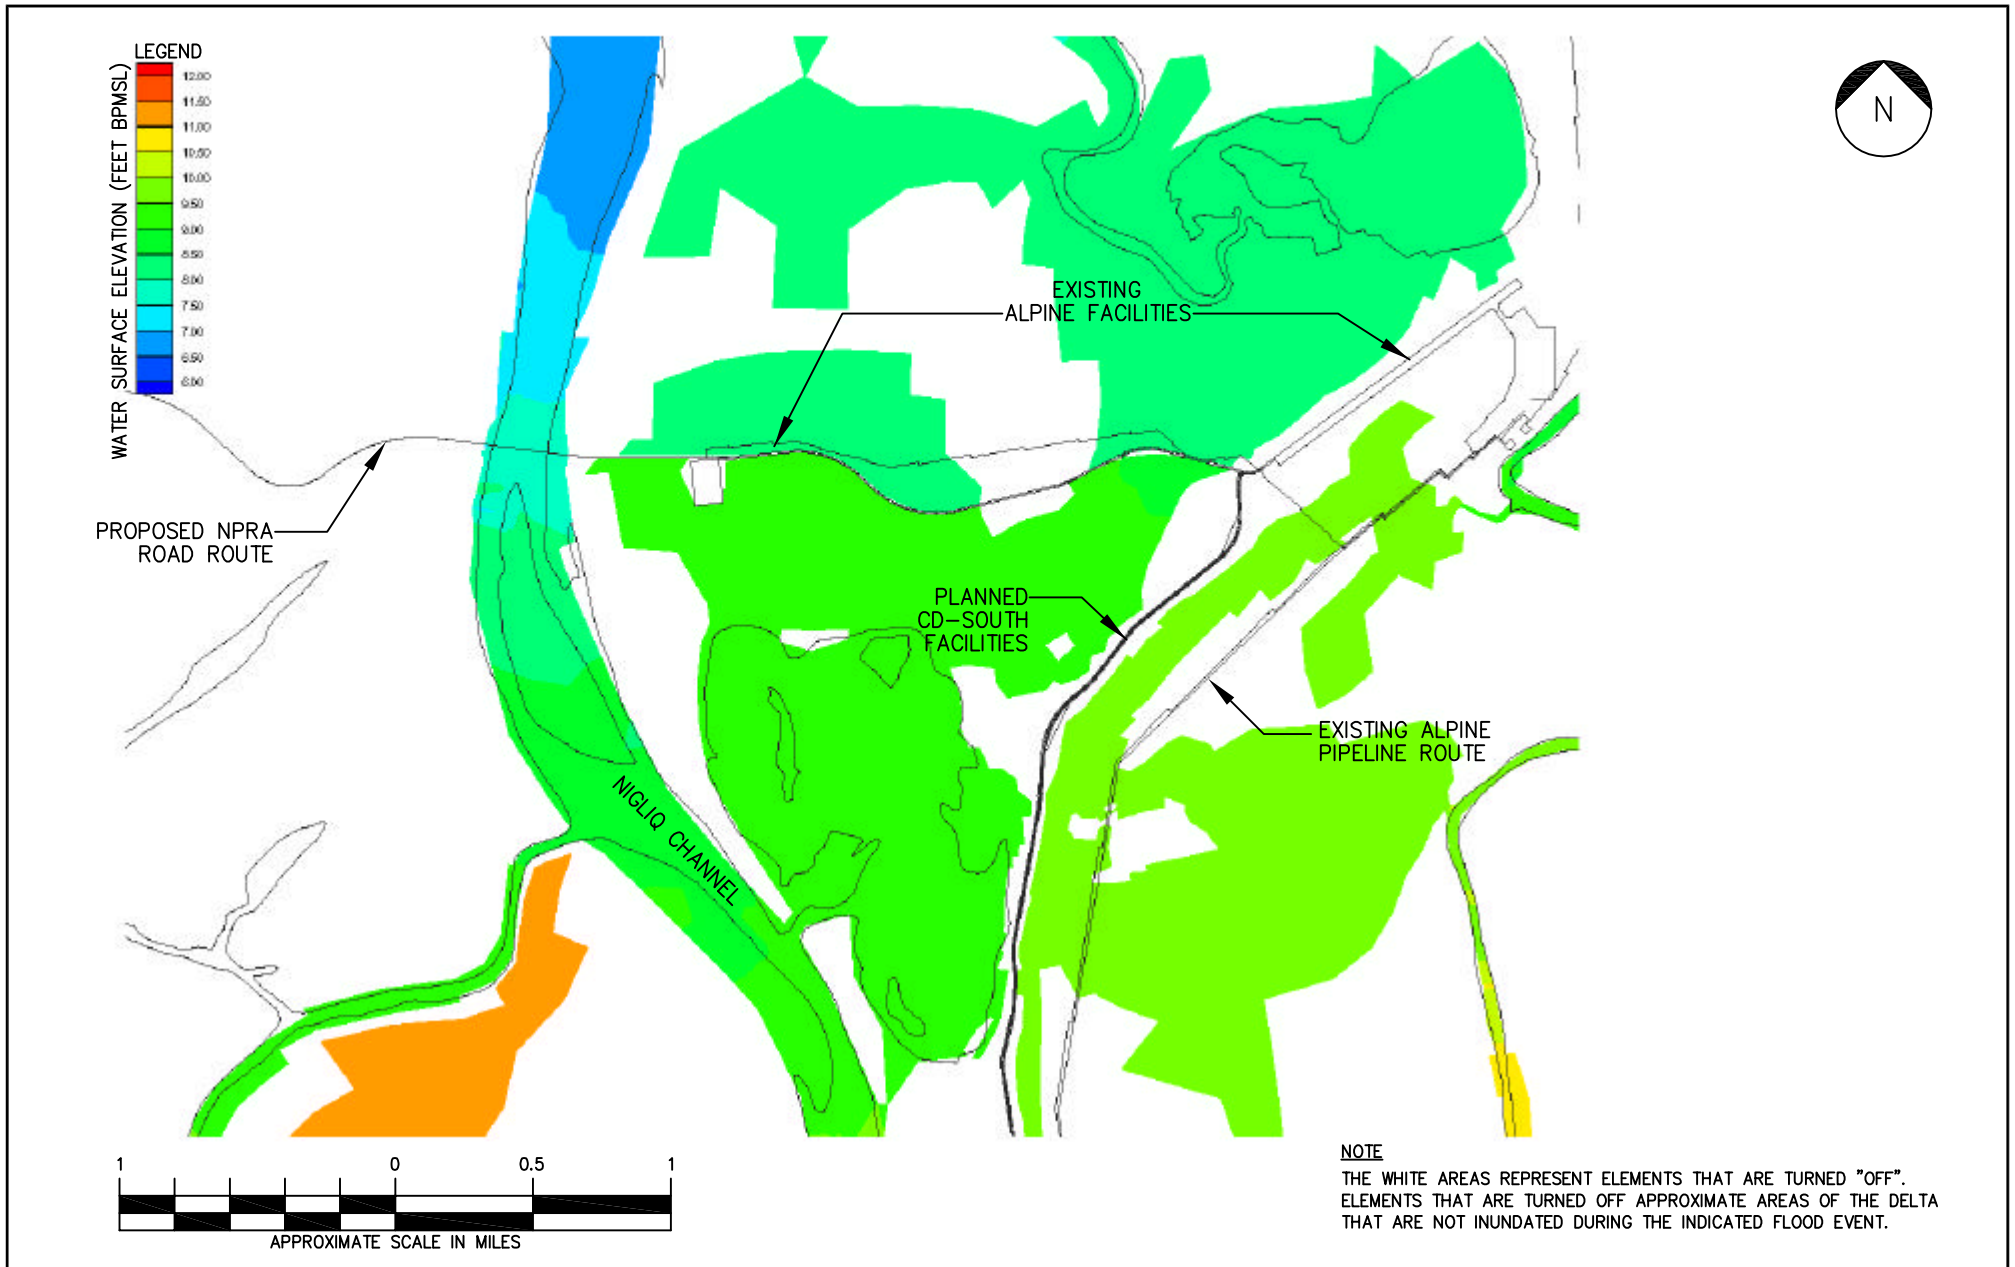 LEGEND
WATER SURFACE ELEVATION (FEET BPMSL)
12.00
11.50
11.00
10.50
10.00
9.50
9.00
8.50
8.00
7.50
7.00
6.50
6.00
N
EXISTING
ALPINE FACILITIES
PROPOSED NPRA
ROAD ROUTE
PLANNED
CD-SOUTH
FACILITIES
EXISTING ALPINE
PIPELINE ROUTE
NIGLIQ CHANNEL
1 0 0.5 1
APPROXIMATE SCALE IN MILES
NOTE
THE WHITE AREAS REPRESENT ELEMENTS THAT ARE TURNED "OFF".
ELEMENTS THAT ARE TURNED OFF APPROXIMATE AREAS OF THE DELTA
THAT ARE NOT INUNDATED DURING THE INDICATED FLOOD EVENT.